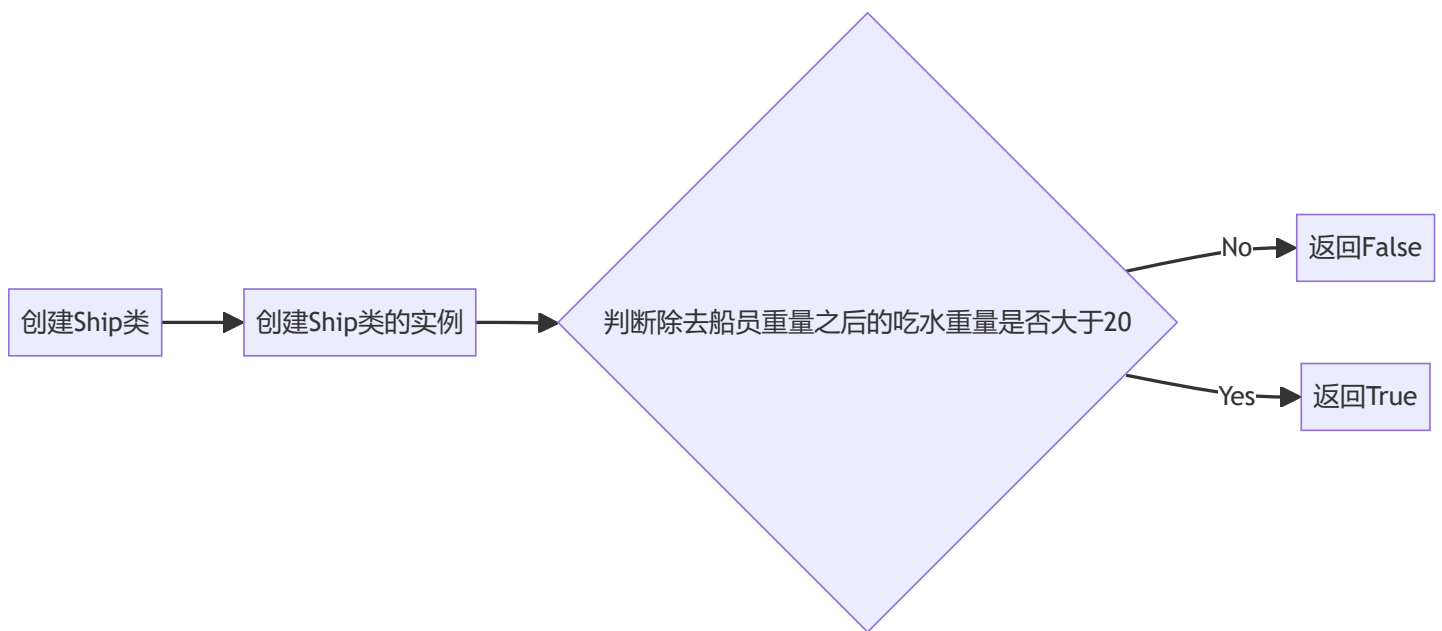 创建Ship类
创建Ship类的实例
判断除去船员重量之后的吃水重量是否大于20
No
返回False
Yes
返回True